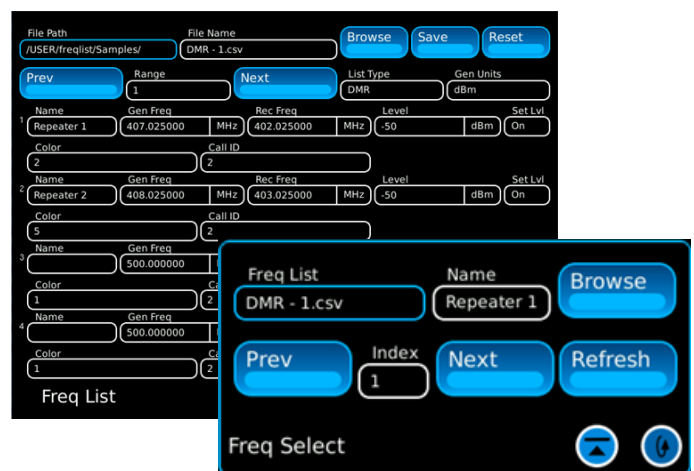 File Path File Name Browse Save Reset
/USER/freqlist/Samples/ DMR - 1.csv
Prev Range Next List Type Gen Units
1 DMR dBm
Name Gen Freq Rec Freq Level Set Lvl
1 Repeater 1 407.025000 MHz 402.025000 MHz -50 dBm On
Color Call ID
2 2
Name Gen Freq Rec Freq Level Set Lvl
2 Repeater 2 408.025000 MHz 403.025000 MHz -50 dBm On
Color Call ID
5 2
Name Gen Freq
3 500.000000
Color
1 2
Name Gen Freq
4 500.000000
Color
1 2
Freq List
Freq List Name Browse
DMR - 1.csv Repeater 1
Prev Index Next Refresh
1
Freq Select